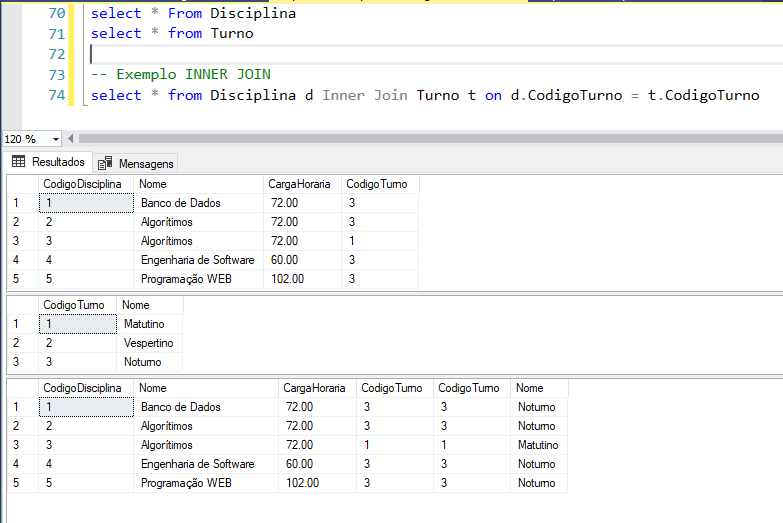 70 select * From Disciplina
71 select * from Turno
72
73 -- Exemplo INNER JOIN
74 select * from Disciplina d Inner Join Turno t on d.CodigoTurno = t.CodigoTurno
120 %
Resultados Mensagens
CodigoDisciplina Nome CargaHoraria CodigoTurno
1 1 Banco de Dados 72.00 3
2 2 Algorítimos 72.00 3
3 3 Algorítimos 72.00 1
4 4 Engenharia de Software 60.00 3
5 5 Programação WEB 102.00 3
CodigoTurno Nome
1 1 Matutino
2 2 Vespertino
3 3 Noturno
CodigoDisciplina Nome CargaHoraria CodigoTurno CodigoTurno Nome
1 1 Banco de Dados 72.00 3 3 Noturno
2 2 Algorítimos 72.00 3 3 Noturno
3 3 Algorítimos 72.00 1 1 Matutino
4 4 Engenharia de Software 60.00 3 3 Noturno
5 5 Programação WEB 102.00 3 3 Noturno